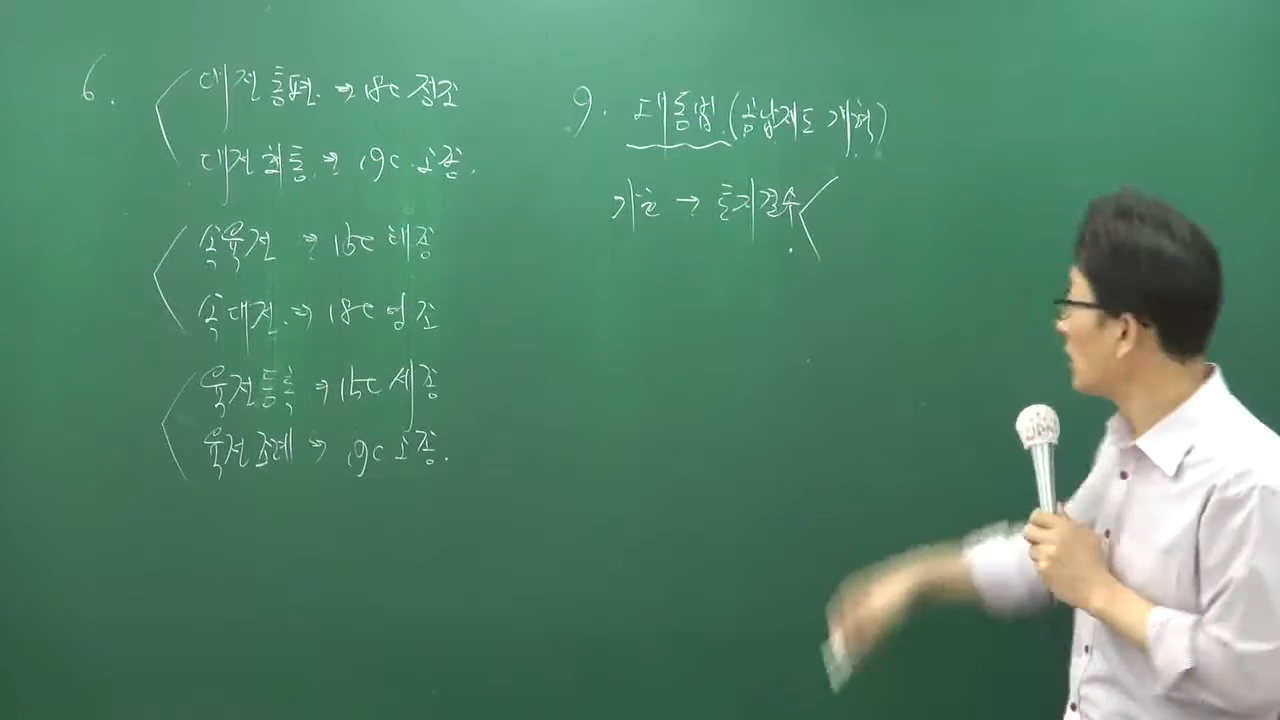 6.
대전통편 → 18c 정조
대전회통 → 19c 고종.
속육전 → 15c 태종
속대전 → 18c 영조
육전등록 → 15c 세종
육전조례 → 19c 고종.
9. 대동법 (공납제도 개혁)
기준 → 토지결수